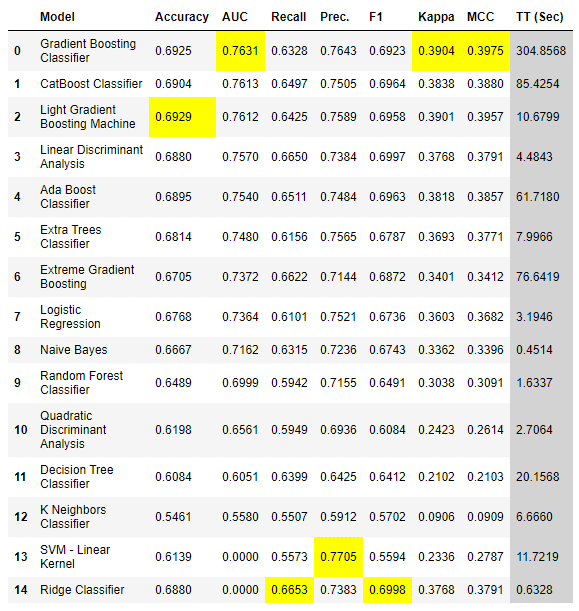 Model Accuracy AUC Recall Prec. F1 Kappa MCC TT (Sec)
0 Gradient Boosting Classifier 0.6925 0.7631 0.6328 0.7643 0.6923 0.3904 0.3975 304.8568
1 CatBoost Classifier 0.6904 0.7613 0.6497 0.7505 0.6964 0.3838 0.3880 85.4254
2 Light Gradient Boosting Machine 0.6929 0.7612 0.6425 0.7589 0.6958 0.3901 0.3957 10.6799
3 Linear Discriminant Analysis 0.6880 0.7570 0.6650 0.7384 0.6997 0.3768 0.3791 4.4843
4 Ada Boost Classifier 0.6895 0.7540 0.6511 0.7484 0.6963 0.3818 0.3857 61.7180
5 Extra Trees Classifier 0.6814 0.7480 0.6156 0.7565 0.6787 0.3693 0.3771 7.9966
6 Extreme Gradient Boosting 0.6705 0.7372 0.6622 0.7144 0.6872 0.3401 0.3412 76.6419
7 Logistic Regression 0.6768 0.7364 0.6101 0.7521 0.6736 0.3603 0.3682 3.1946
8 Naive Bayes 0.6667 0.7162 0.6315 0.7236 0.6743 0.3362 0.3396 0.4514
9 Random Forest Classifier 0.6489 0.6999 0.5942 0.7155 0.6491 0.3038 0.3091 1.6337
10 Quadratic Discriminant Analysis 0.6198 0.6561 0.5949 0.6936 0.6084 0.2423 0.2614 2.7064
11 Decision Tree Classifier 0.6084 0.6051 0.6399 0.6425 0.6412 0.2102 0.2103 20.1568
12 K Neighbors Classifier 0.5461 0.5580 0.5507 0.5912 0.5702 0.0906 0.0909 6.6660
13 SVM - Linear Kernel 0.6139 0.0000 0.5573 0.7705 0.5594 0.2336 0.2787 11.7219
14 Ridge Classifier 0.6880 0.0000 0.6653 0.7383 0.6998 0.3768 0.3791 0.6328